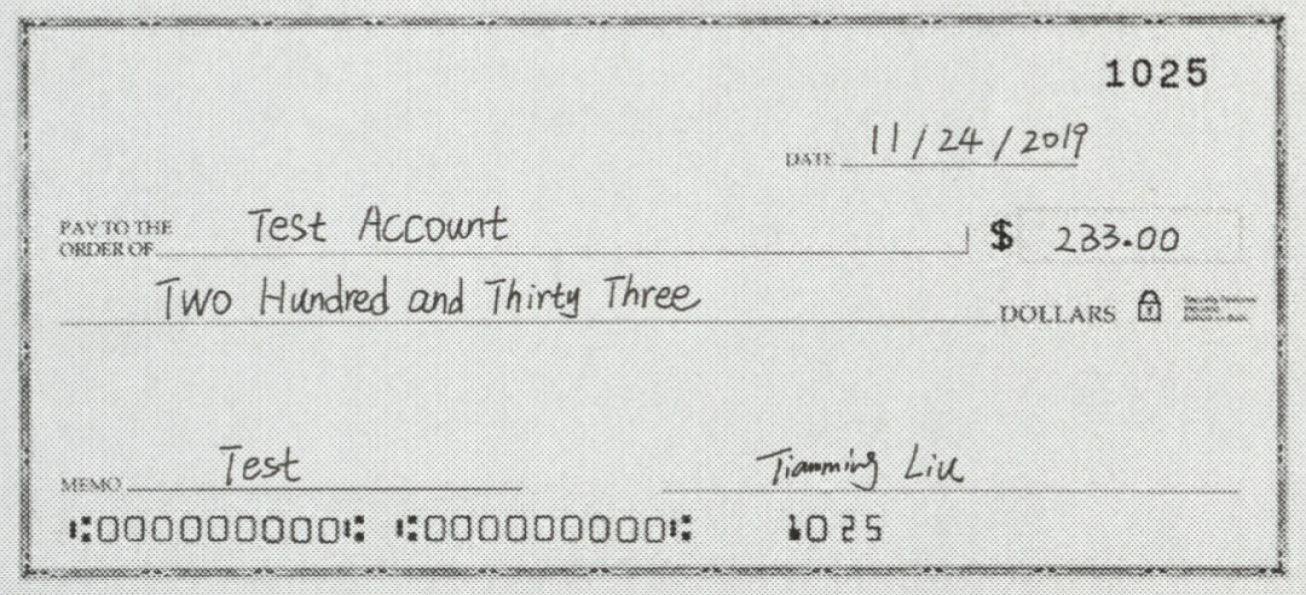 1025
DATE 11/24/2019
PAY TO THE
ORDER OF Test Account $ 233.00
Two Hundred and Thirty Three DOLLARS
MEMO Test Tianming Liu
⑆000000000⑆ ⑆000000000⑆ 1025